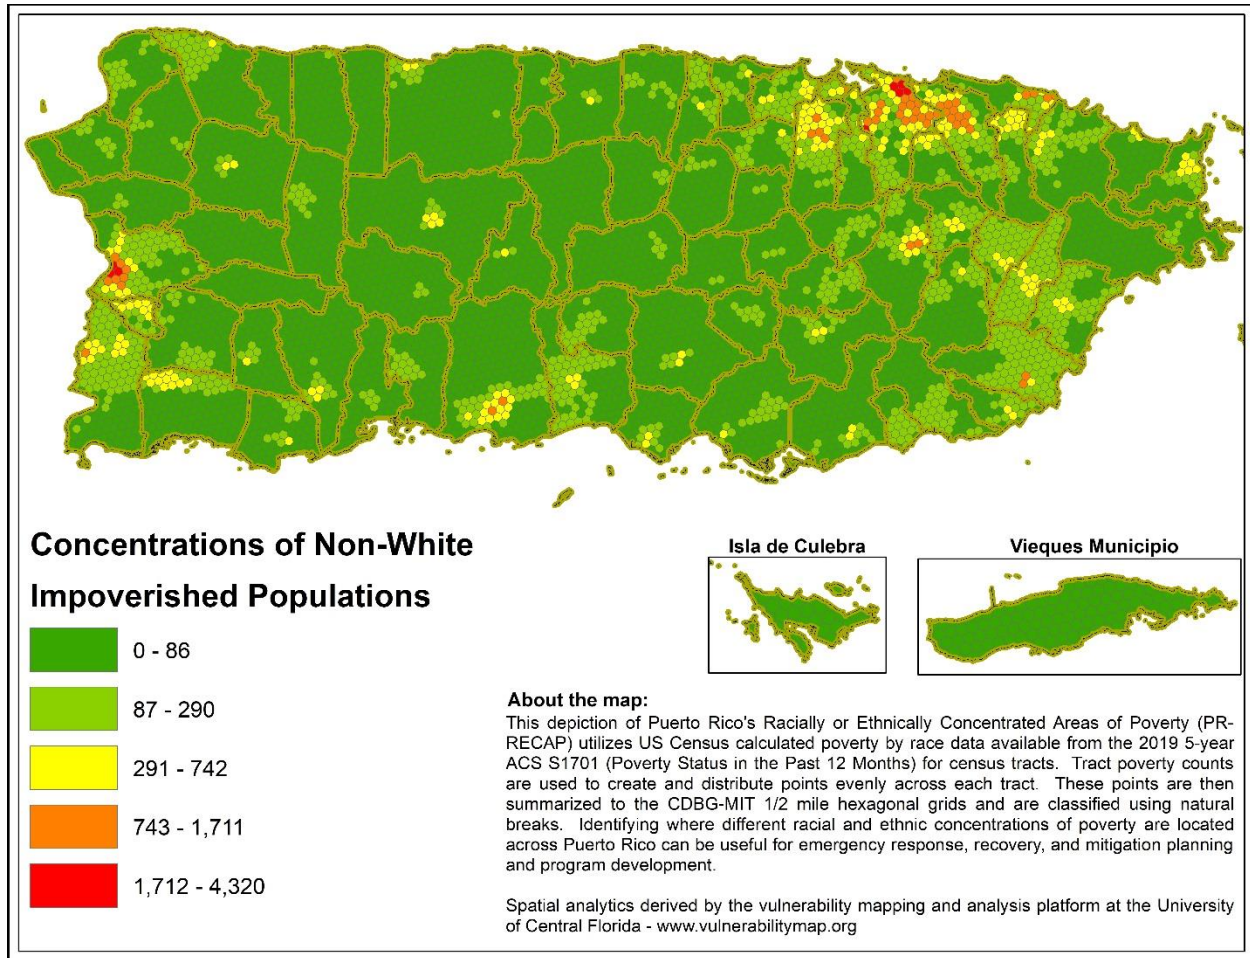 Concentrations of Non-White
Impoverished Populations
0 - 86
87 - 290
291 - 742
743 - 1,711
1,712 - 4,320
Isla de Culebra
Vieques Municipio
About the map:
This depiction of Puerto Rico's Racially or Ethnically Concentrated Areas of Poverty (PR-
RECAP) utilizes US Census calculated poverty by race data available from the 2019 5-year
ACS S1701 (Poverty Status in the Past 12 Months) for census tracts. Tract poverty counts
are used to create and distribute points evenly across each tract. These points are then
summarized to the CDBG-MIT 1/2 mile hexagonal grids and are classified using natural
breaks. Identifying where different racial and ethnic concentrations of poverty are located
across Puerto Rico can be useful for emergency response, recovery, and mitigation planning
and program development.
Spatial analytics derived by the vulnerability mapping and analysis platform at the University
of Central Florida - www.vulnerabilitymap.org